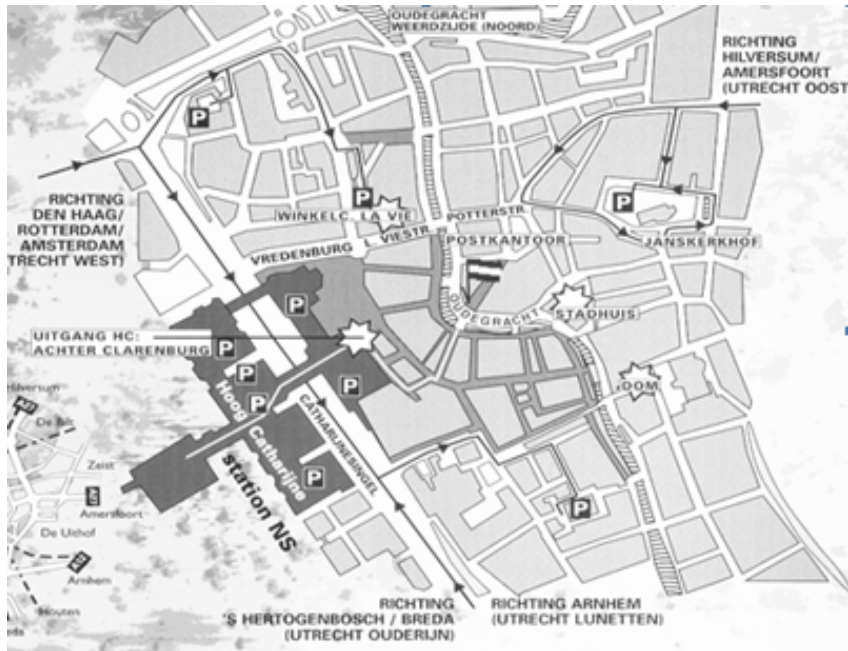 OUDEGRACHT
WEERDZIJDE (NOORD)
RICHTING
HILVERSUM/
AMERSFOORT
(UTRECHT OOST
P
P
P
RICHTING
DEN HAAG/
ROTTERDAM/
AMSTERDAM
TRECHT WEST)
WINKELC. LA VIE
POTTERSTR.
VREDENBURG L. VIESTR.
POSTKANTOOR
JANSKERKHOF
OUDEGRACHT
STADHUIS
P
UITGANG HC:
ACHTER CLARENBURG
P
P
P
P
DOM
Hoog Catharijne
CATHARIJNESINGEL
P
station NS
P
Hilversum
De Bilt
Zeist
Amersfoort
De Uithof
Arnhem
Houten
RICHTING
'S HERTOGENBOSCH / BREDA
(UTRECHT OUDERIJN)
RICHTING ARNHEM
(UTRECHT LUNETTEN)